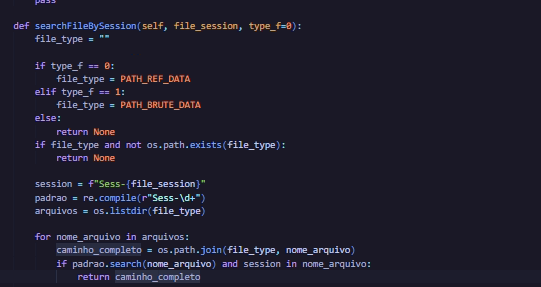 pass
def searchFileBySession(self, file_session, type_f=0):
    file_type = ""
    if type_f == 0:
        file_type = PATH_REF_DATA
    elif type_f == 1:
        file_type = PATH_BRUTE_DATA
    else:
        return None
    if file_type and not os.path.exists(file_type):
        return None
    session = f"Sess-{file_session}"
    padrao = re.compile(r"Sess-\d+")
    arquivos = os.listdir(file_type)
    for nome_arquivo in arquivos:
        caminho_completo = os.path.join(file_type, nome_arquivo)
        if padrao.search(nome_arquivo) and session in nome_arquivo:
            return caminho_completo